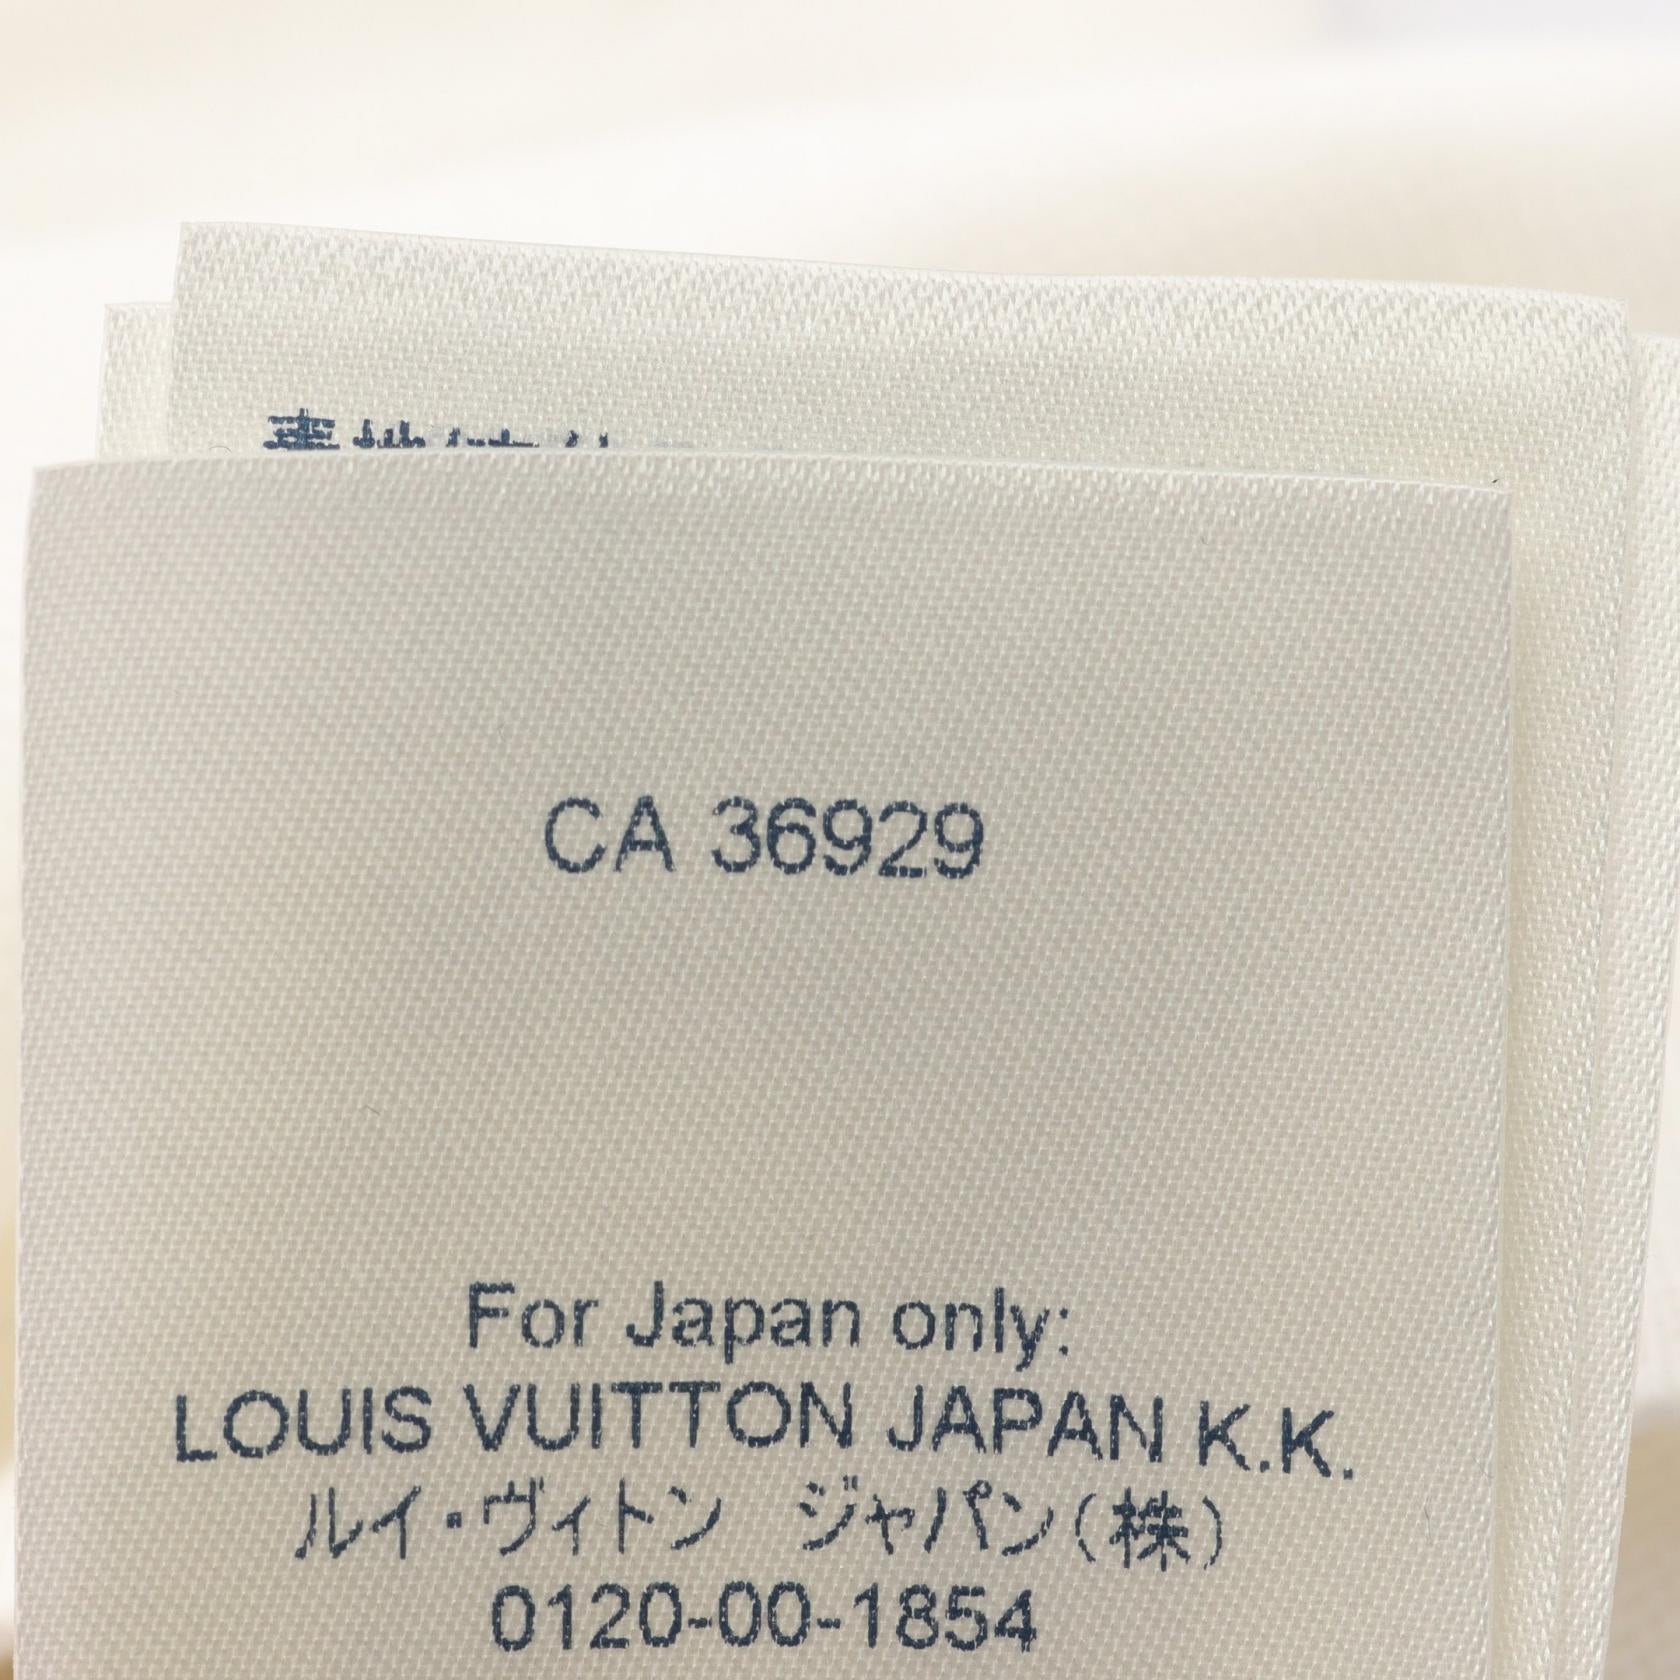 CA 36929
For Japan only:
LOUIS VUITTON JAPAN K.K.
ルイ・ヴィトン　ジャパン(株)
0120-00-1854